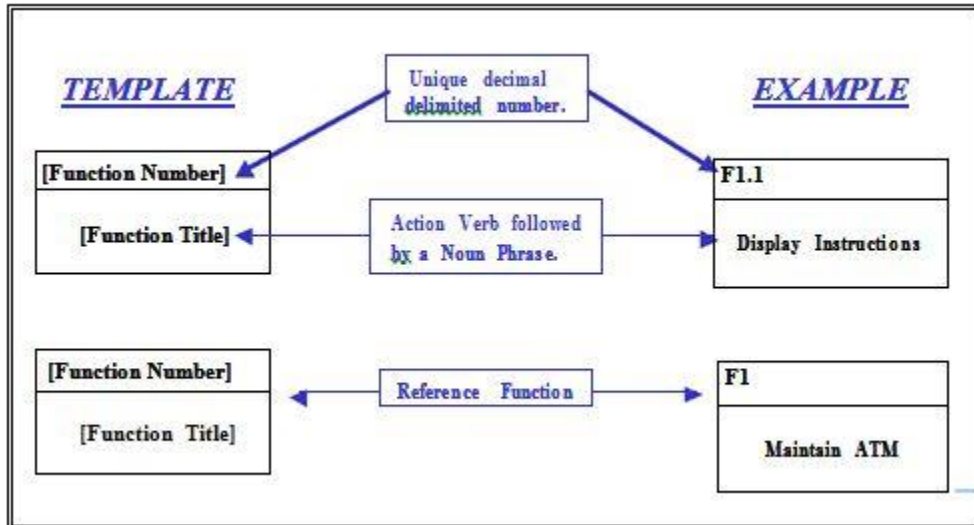 TEMPLATE
Unique decimal
delimited number.
EXAMPLE
[Function Number]
[Function Title]
Action Verb followed
by a Noun Phrase.
F1.1
Display Instructions
[Function Number]
[Function Title]
Reference Function
F1
Maintain ATM